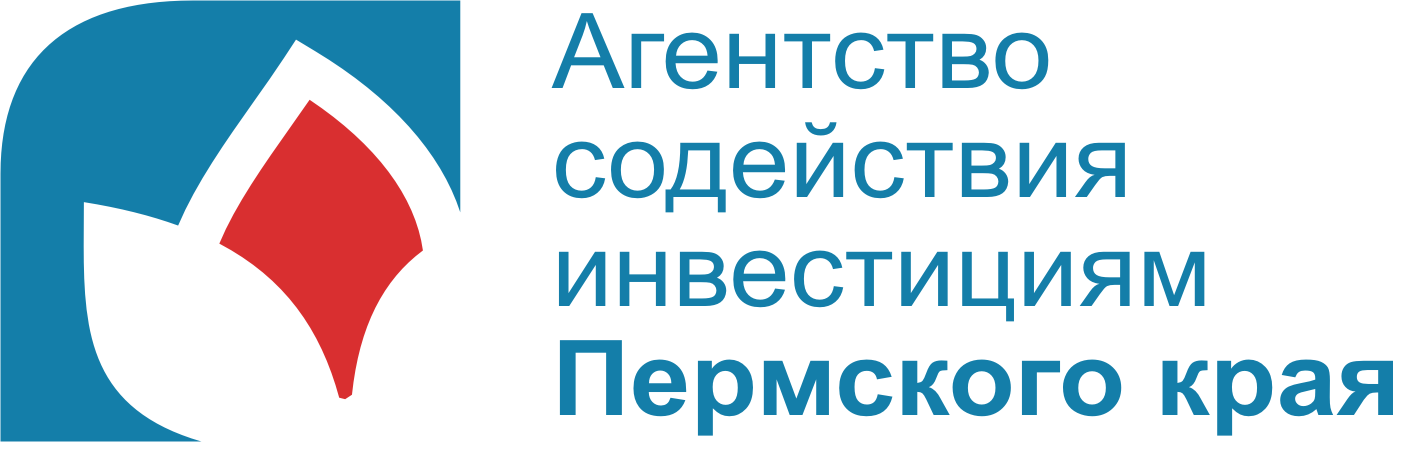 Агентство
содействия
инвестициям
Пермского края